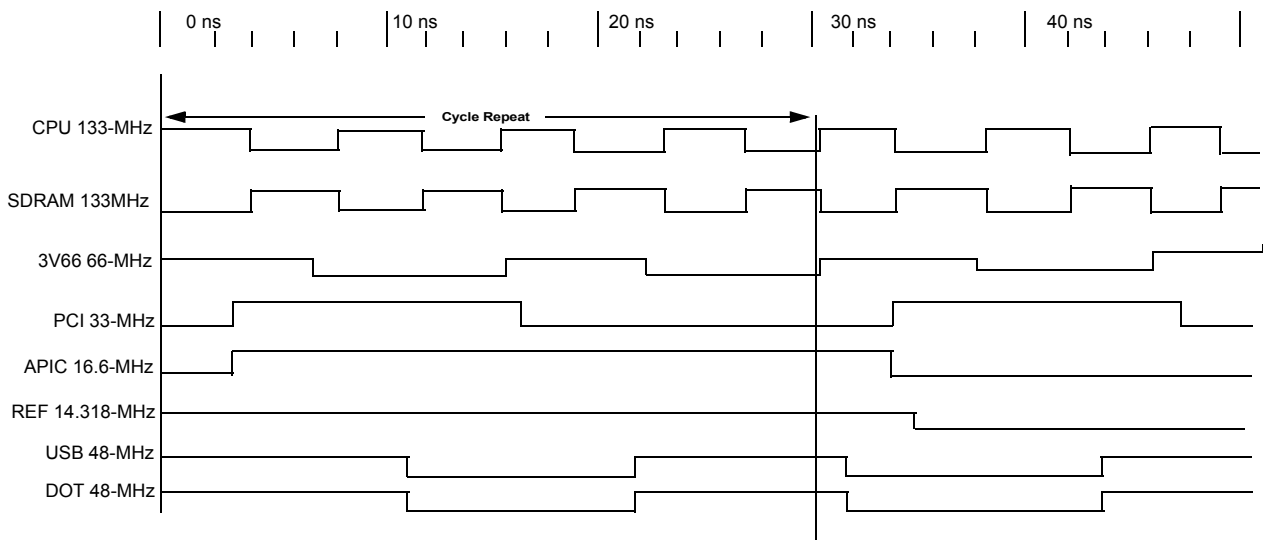 0 ns 10 ns 20 ns 30 ns 40 ns
Cycle Repeat
CPU 133-MHz
SDRAM 133MHz
3V66 66-MHz
PCI 33-MHz
APIC 16.6-MHz
REF 14.318-MHz
USB 48-MHz
DOT 48-MHz